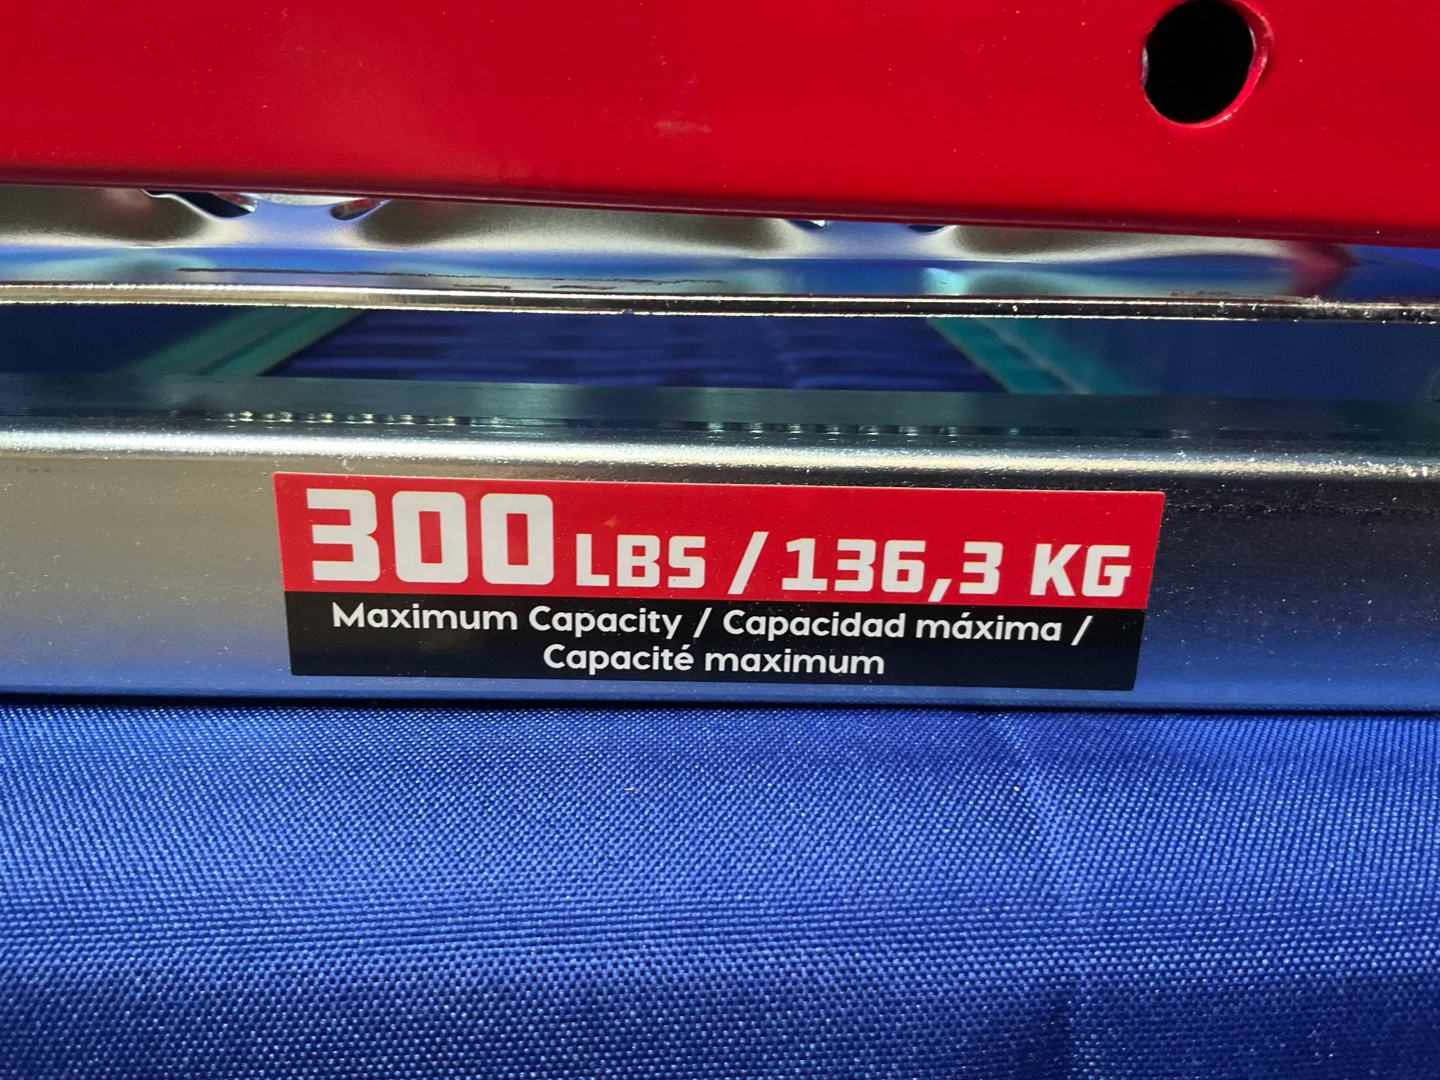 300 LBS / 136,3 KG
Maximum Capacity / Capacidad máxima /
Capacité maximum